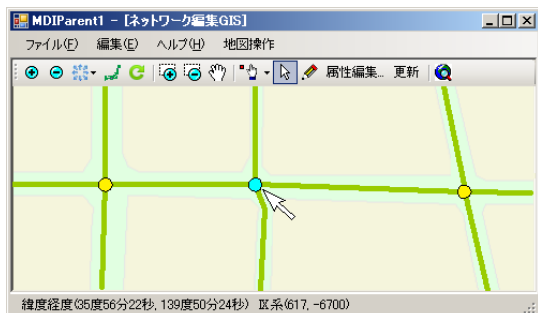 MDIParent1 - [ネットワーク編集GIS]
ファイル(F) 編集(E) ヘルプ(H) 地図操作
属性編集... 更新
緯度経度(35度56分22秒, 139度50分24秒) IX系(617, -6700)